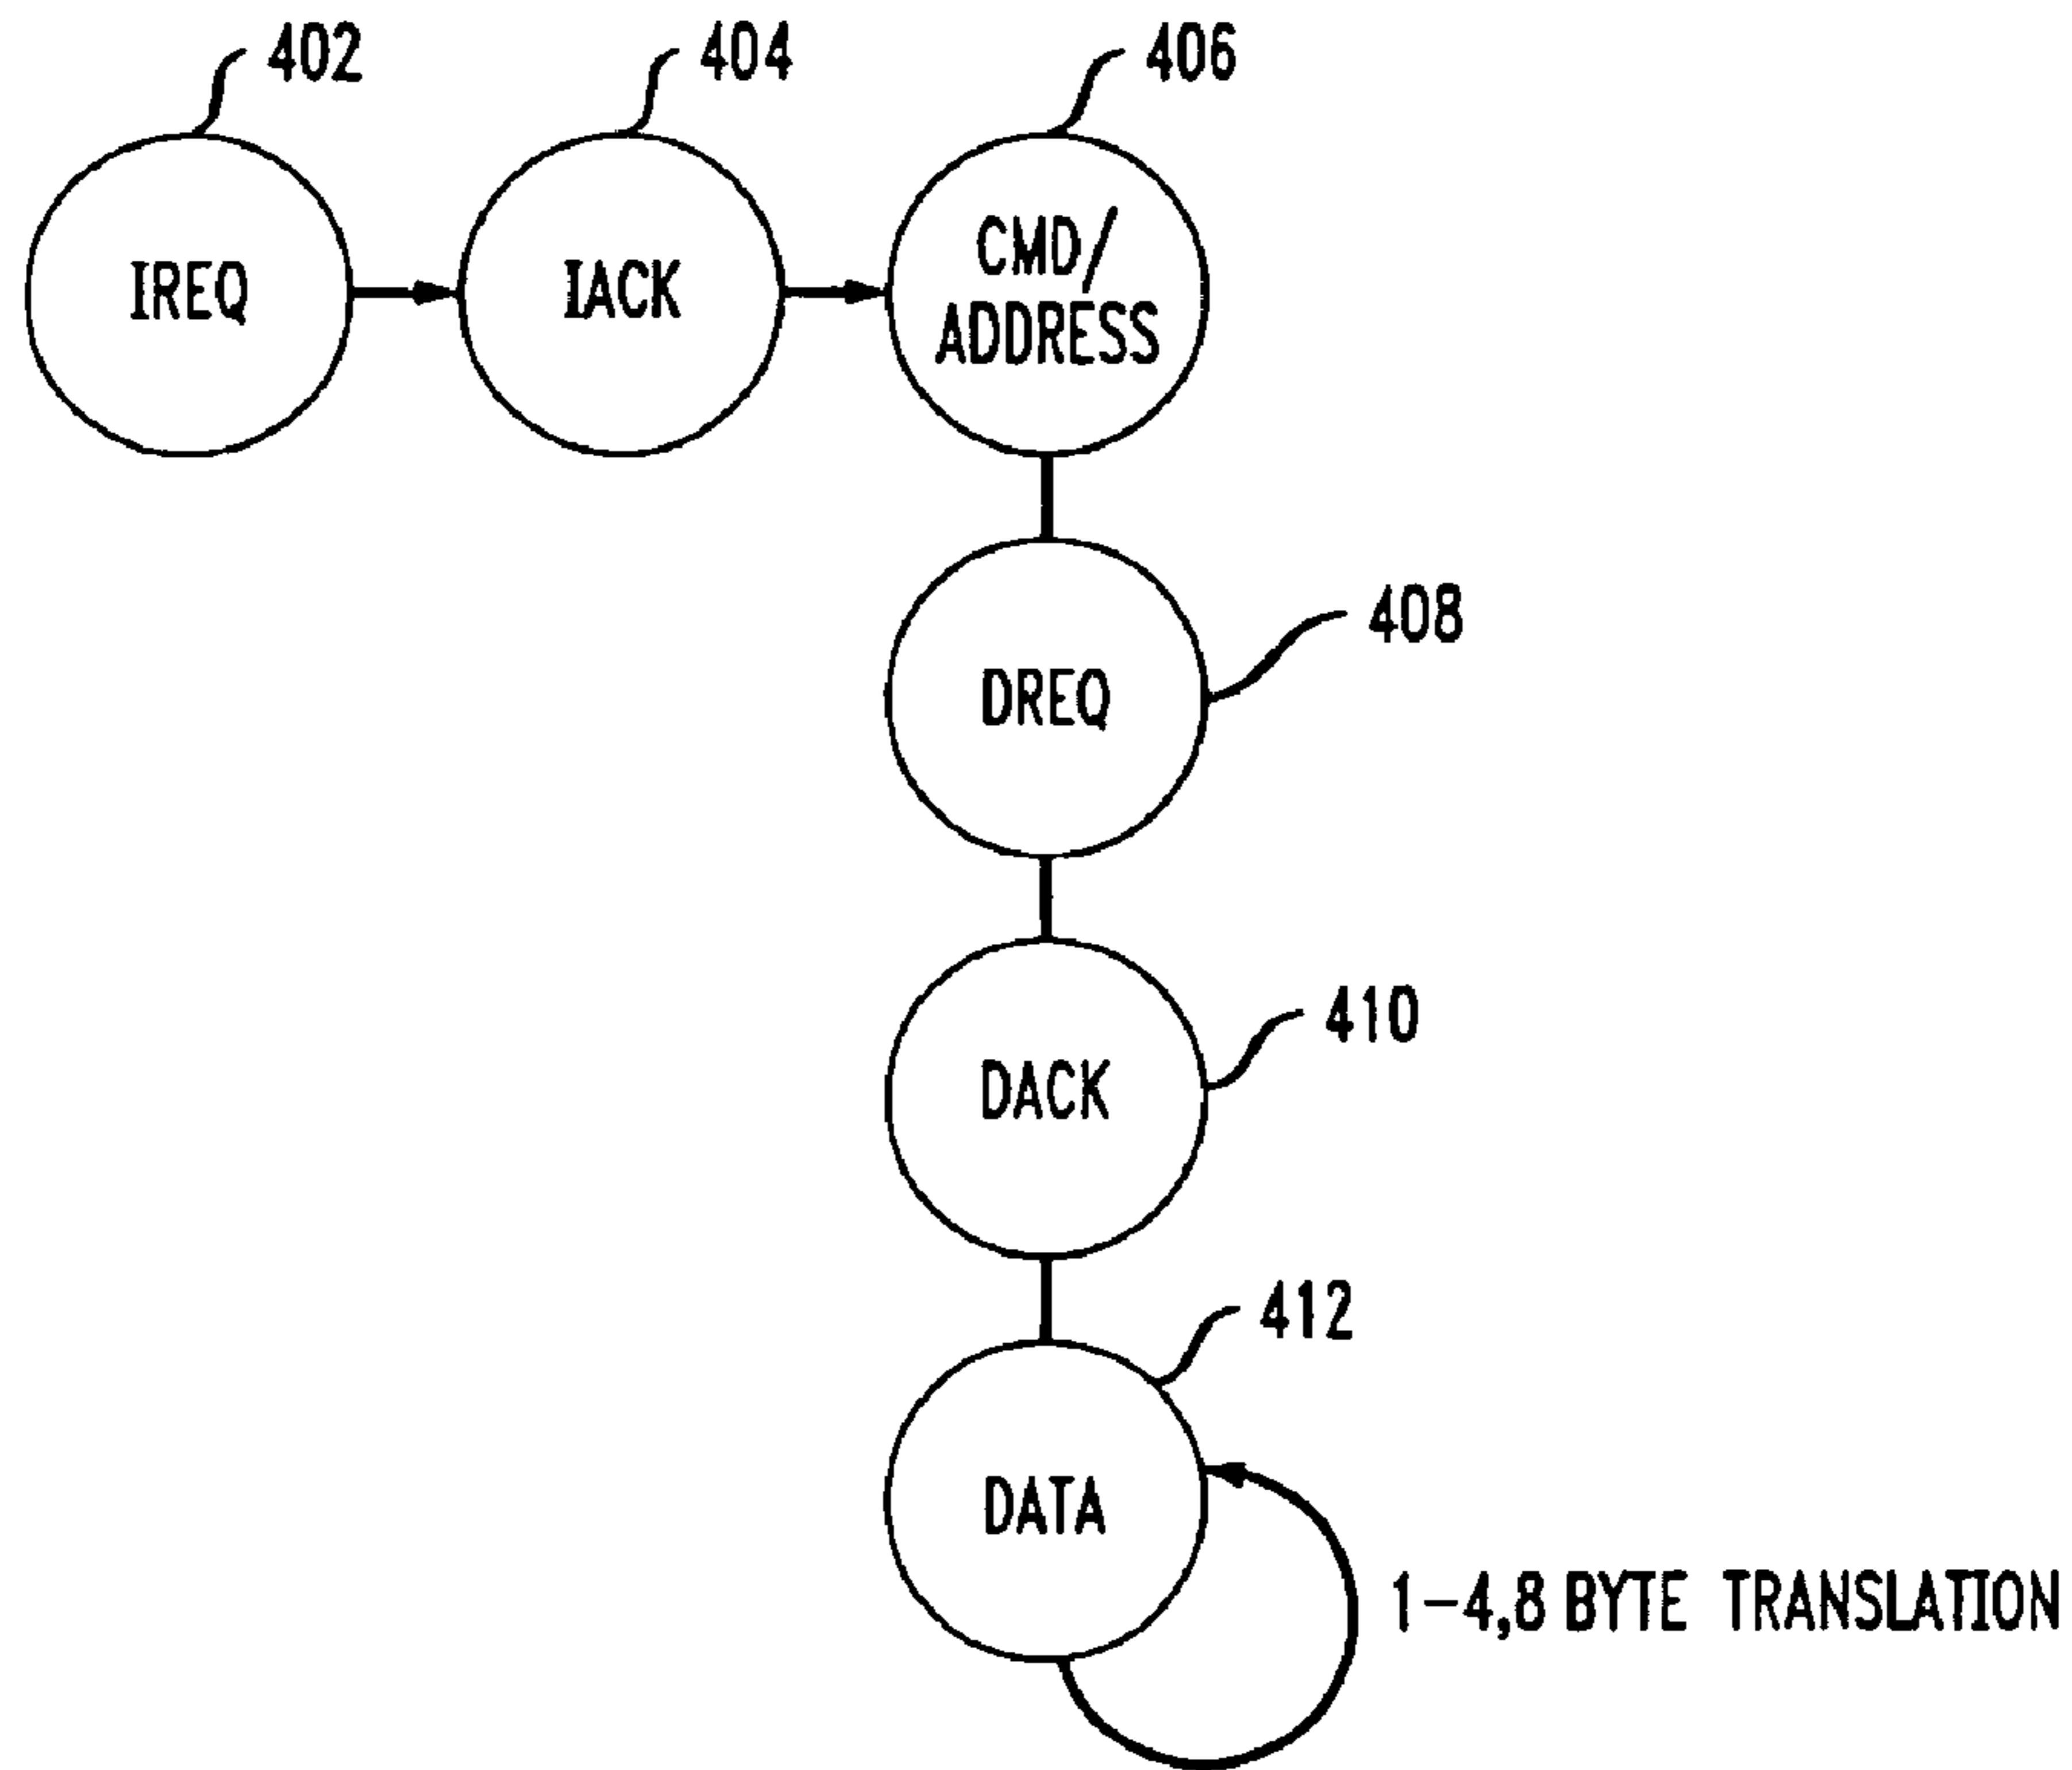 402
404
406
IREQ
IACK
CMD/
ADDRESS
408
DREQ
410
DACK
412
DATA
1-4,8 BYTE TRANSLATION